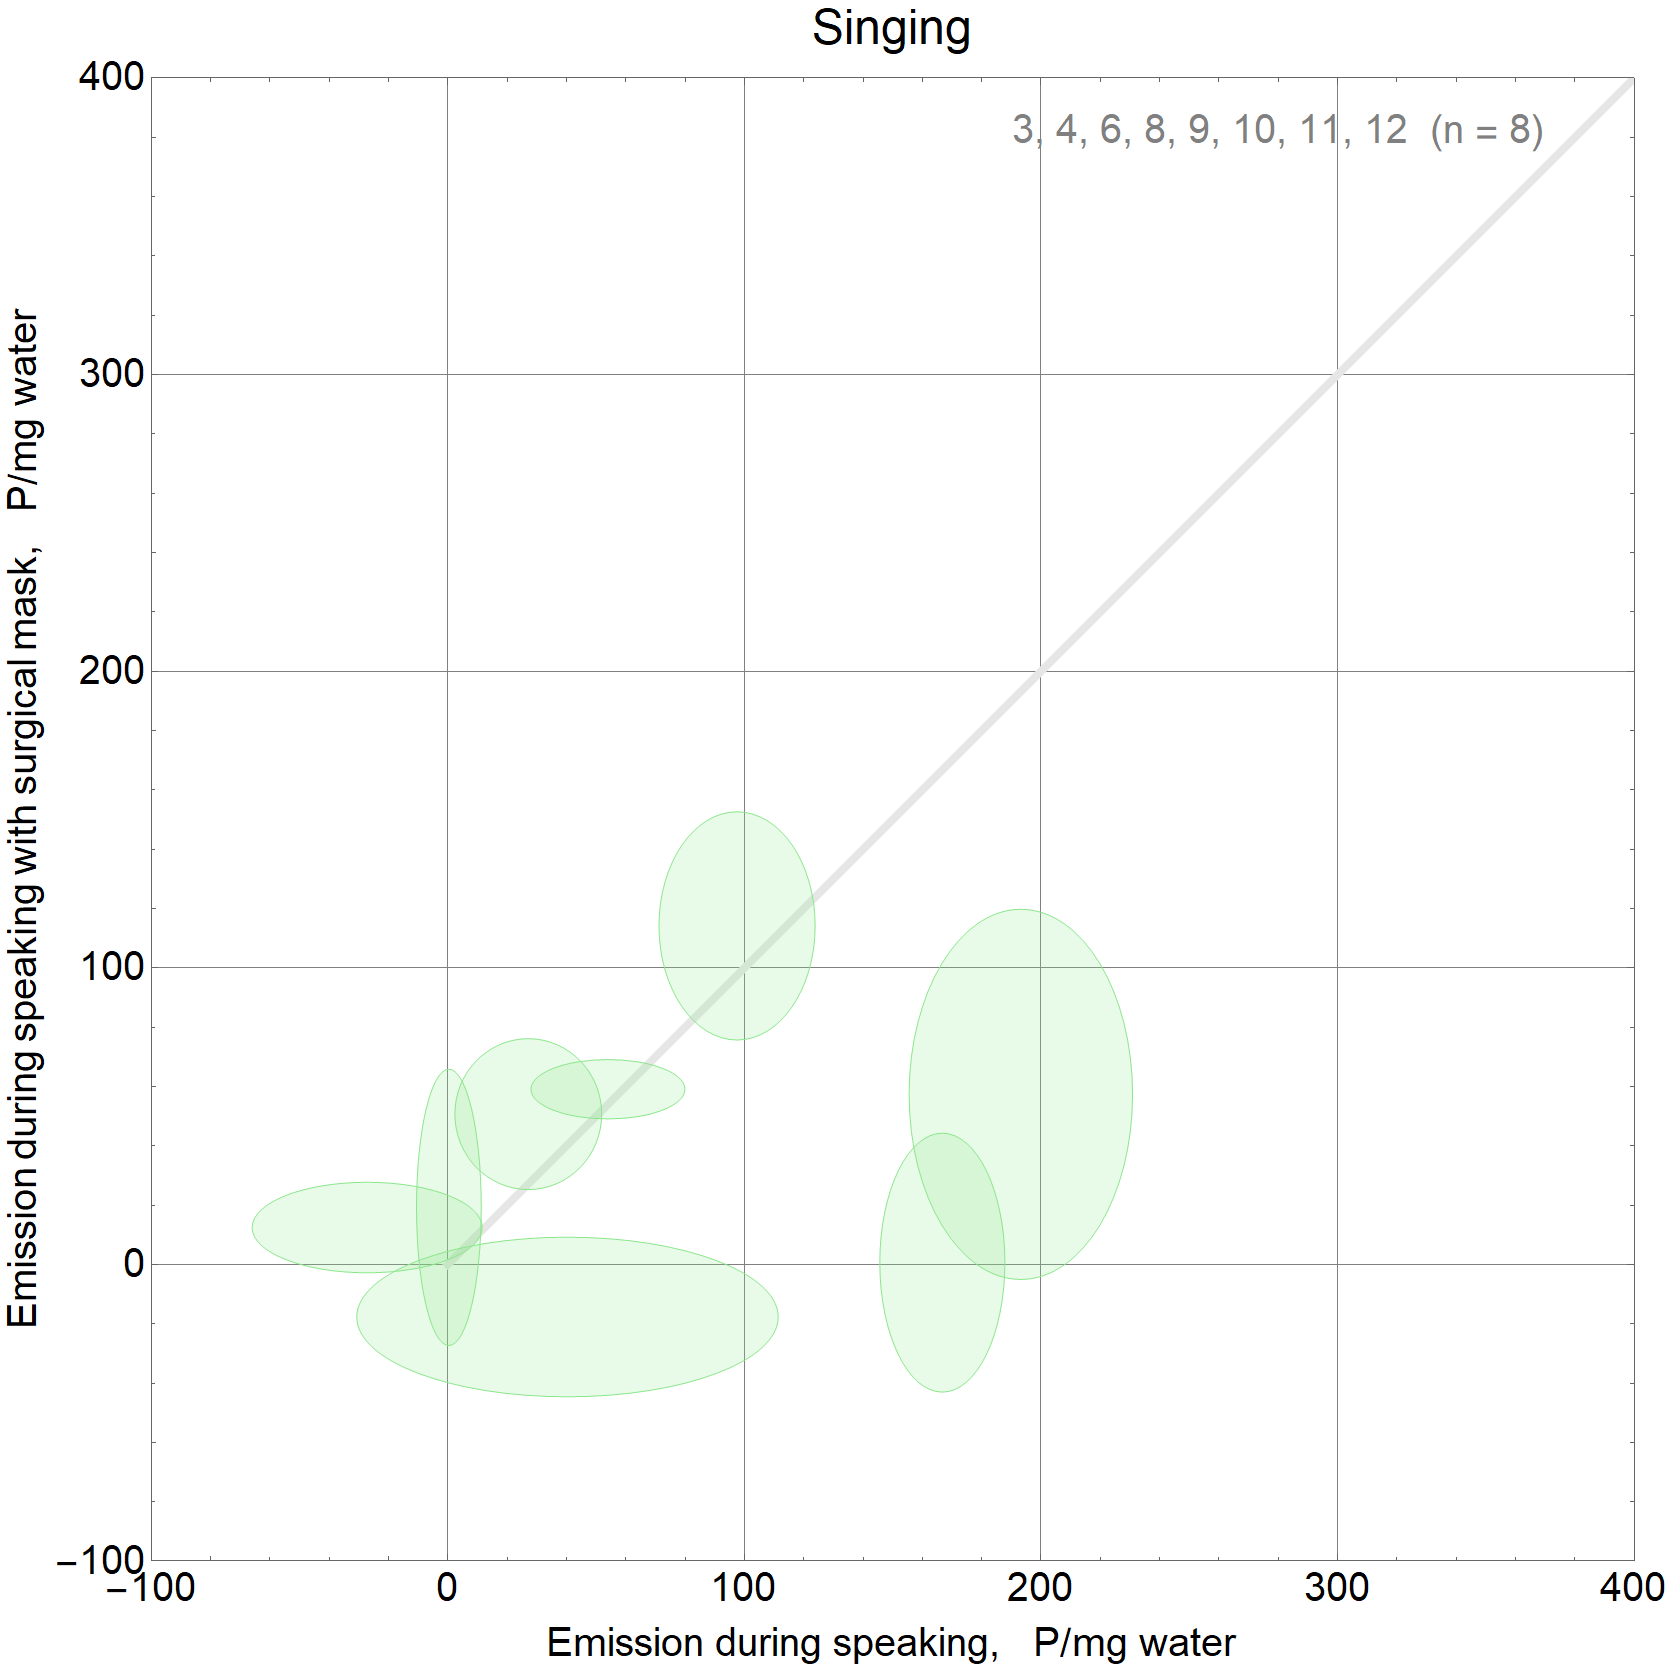 Singing
400
3, 4, 6, 8, 9, 10, 11, 12 (n = 8)
300
200
100
0
−100
Emission during speaking with surgical mask, P/mg water
−100 0 100 200 300 400
Emission during speaking, P/mg water